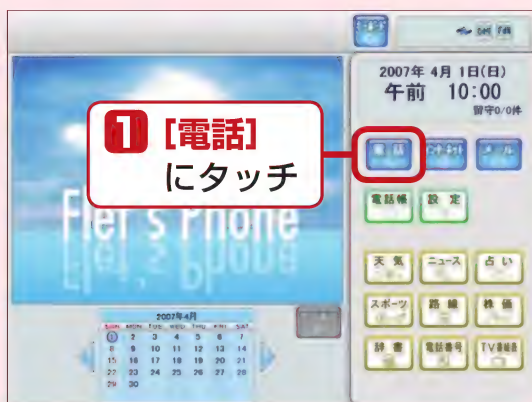 2007年 4月 1日(日)
午前 10:00
留守0/0件
1 [電話]
にタッチ
電話
インターネット
メール
Flet's Phone
電話帳
設定
天気
ニュース
占い
スポーツ
路線
株価
辞書
電話番号
TV番組表
2007年4月
SUN MON TUE WED THU FRI SAT
1 2 3 4 5 6 7
8 9 10 11 12 13 14
15 16 17 18 19 20 21
22 23 24 25 26 27 28
29 30